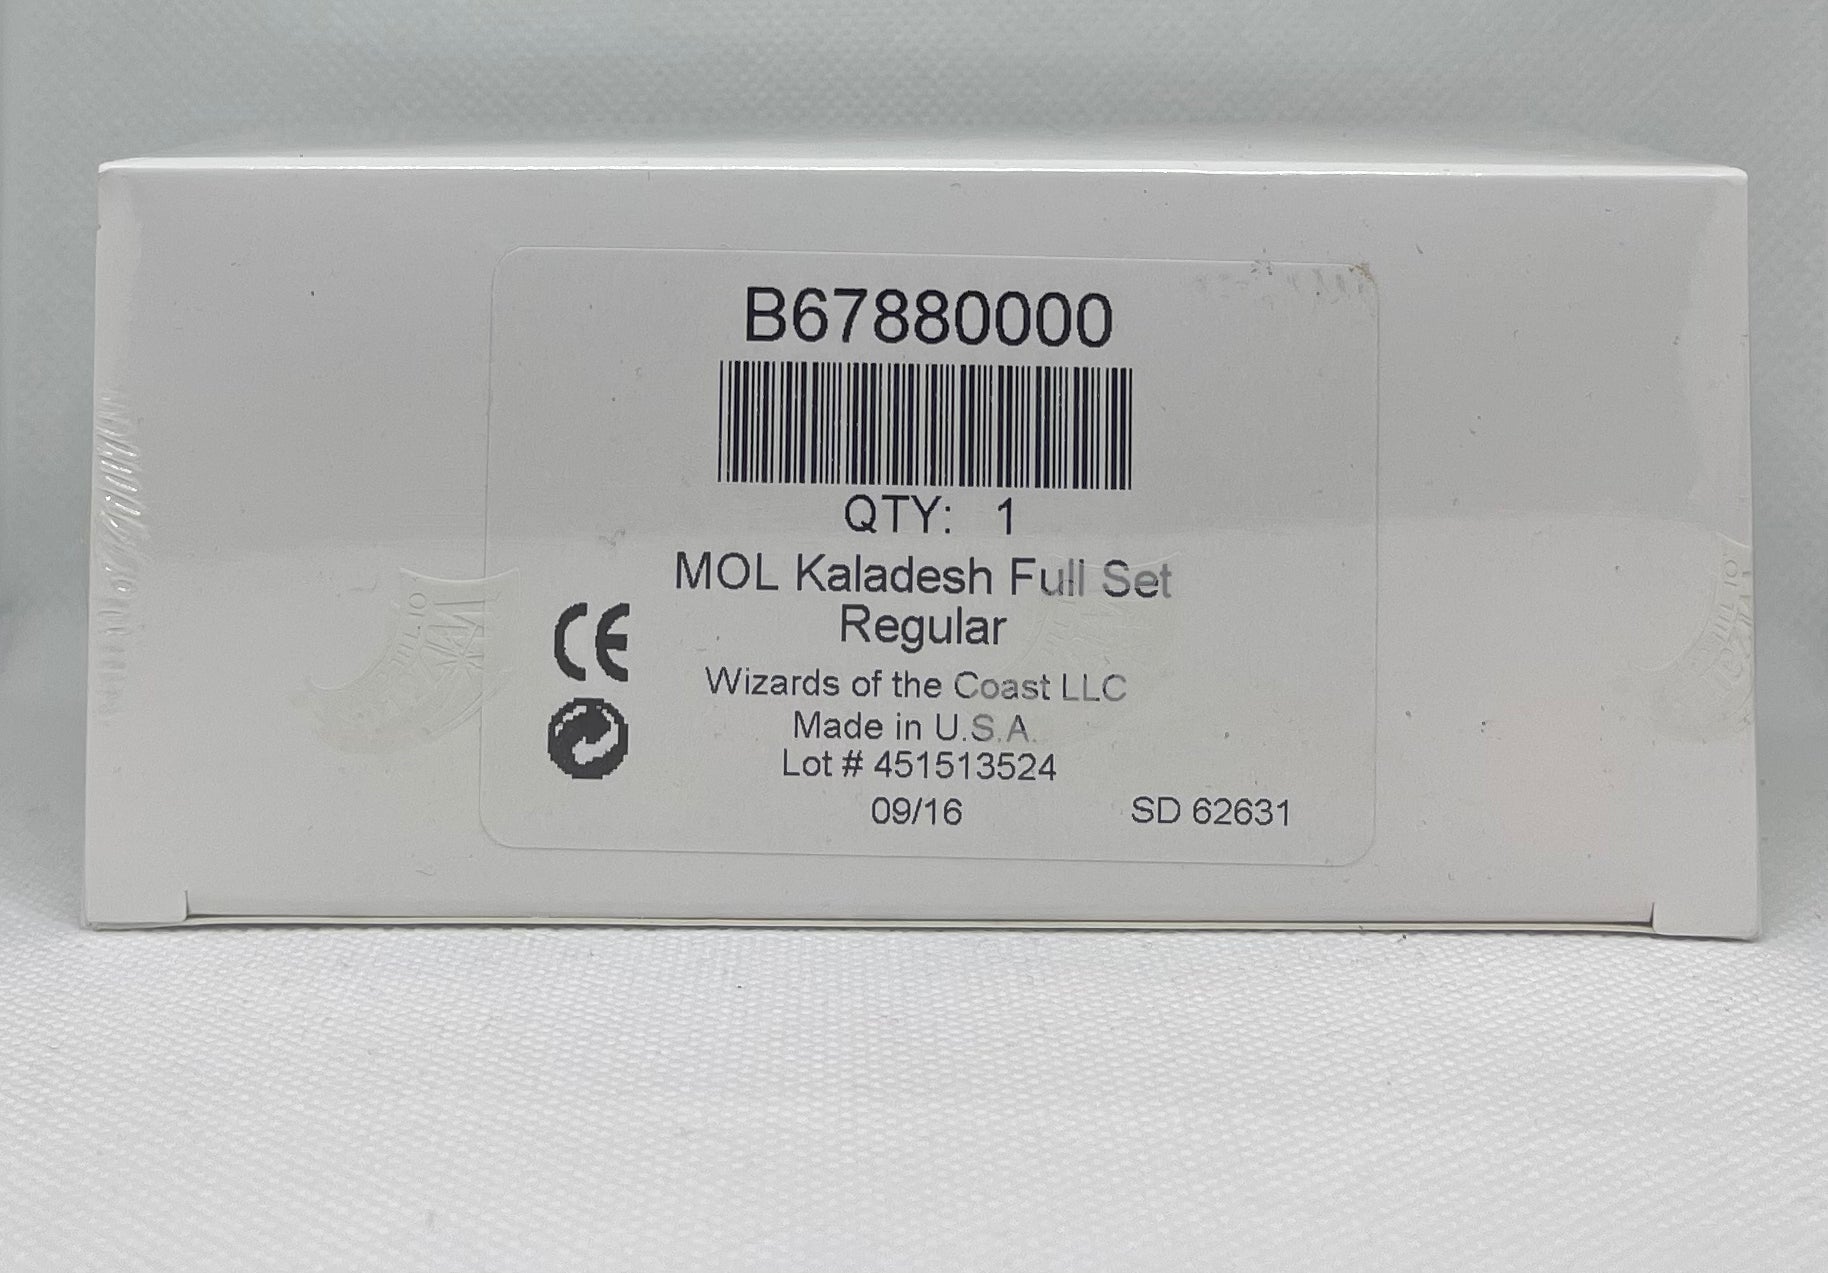 B67880000
QTY: 1
MOL Kaladesh Full Set
Regular
CE
Wizards of the Coast LLC
Made in U.S.A.
Lot # 451513524
09/16 SD 62631